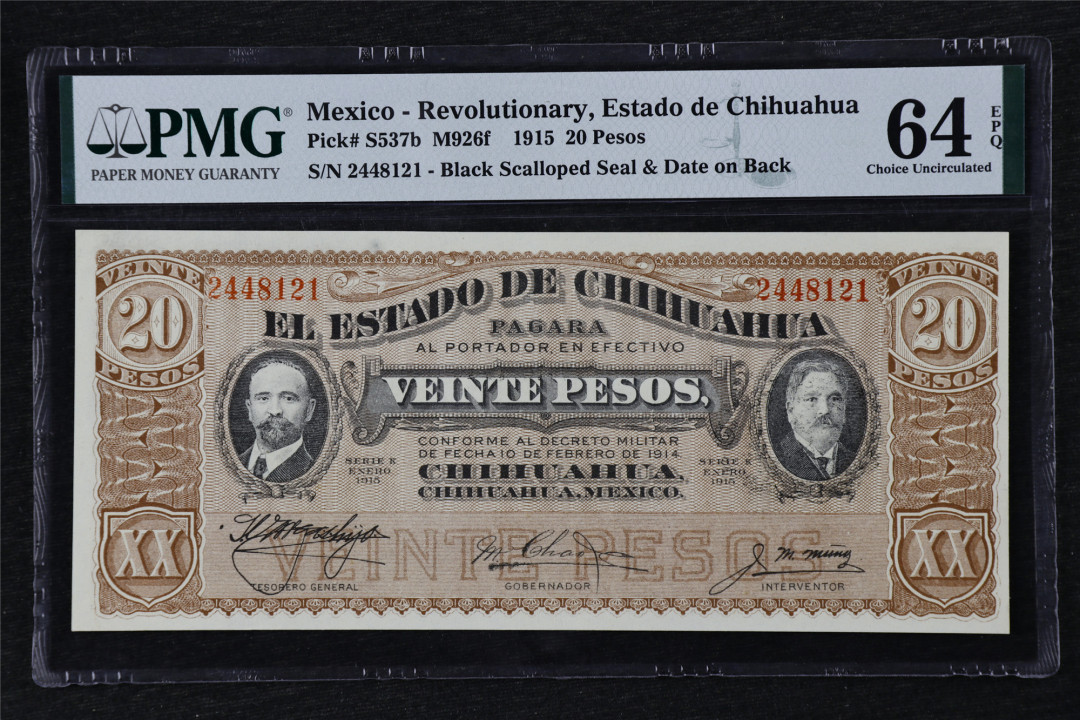 PMG®
PAPER MONEY GUARANTY
Mexico - Revolutionary, Estado de Chihuahua
Pick# S537b M926f 1915 20 Pesos
S/N 2448121 - Black Scalloped Seal & Date on Back
64 EPQ
Choice Uncirculated
VEINTE 20 PESOS
2448121
2448121
VEINTE 20 PESOS
EL ESTADO DE CHIHUAHUA
PAGARA
AL PORTADOR, EN EFECTIVO
VEINTE PESOS,
CONFORME AL DECRETO MILITAR
DE FECHA 10 DE FEBRERO DE 1914.
SERIE K
ENERO
1915
CHIHUAHUA,
CHIHUAHUA, MEXICO.
SERIE K
ENERO
1915
XX
VEINTE PESOS
XX
M. Chao
TESORERO GENERAL
GOBERNADOR
INTERVENTOR